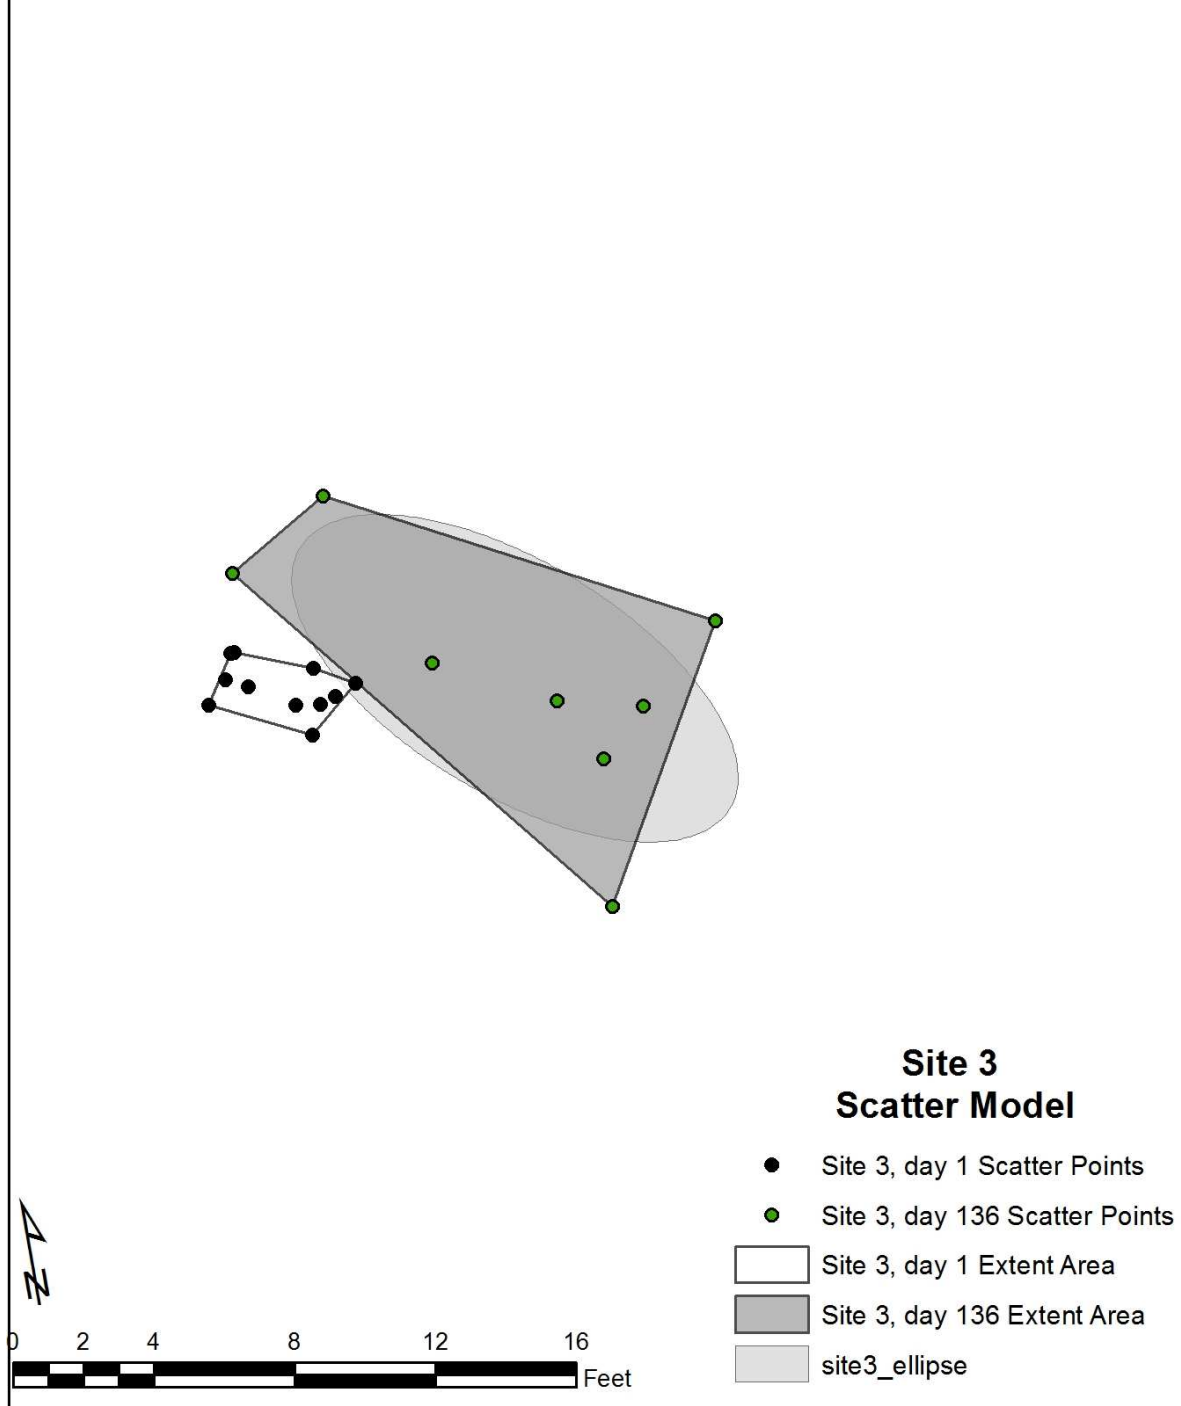 Site 3
Scatter Model
Site 3, day 1 Scatter Points
Site 3, day 136 Scatter Points
Site 3, day 1 Extent Area
Site 3, day 136 Extent Area
site3_ellipse
N
0 2 4 8 12 16
Feet